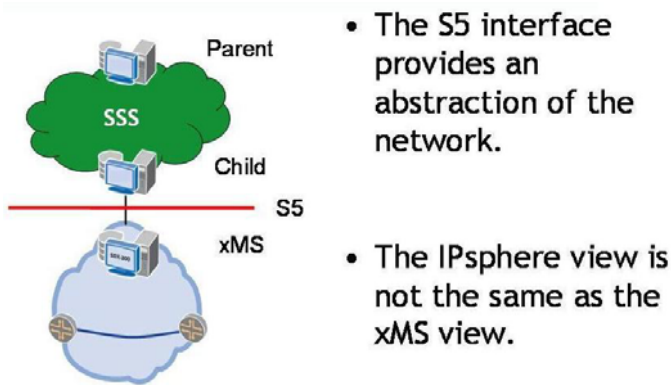 Parent
SSS
Child
S5
xMS
• The S5 interface
provides an
abstraction of the
network.
• The IPsphere view is
not the same as the
xMS view.